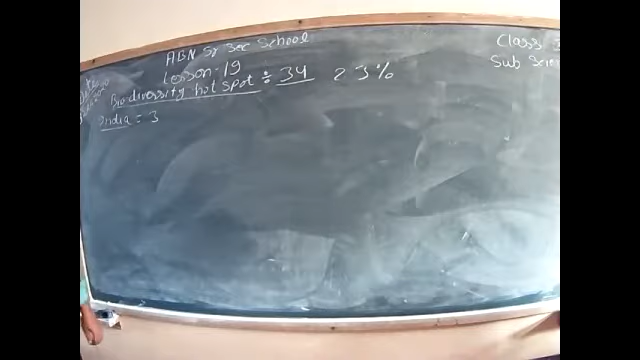 ABN Sr Sec School
Lesson-19
Biodiversity hot spot ÷ 34 2 3%
India = 3
Class
Sub Scie